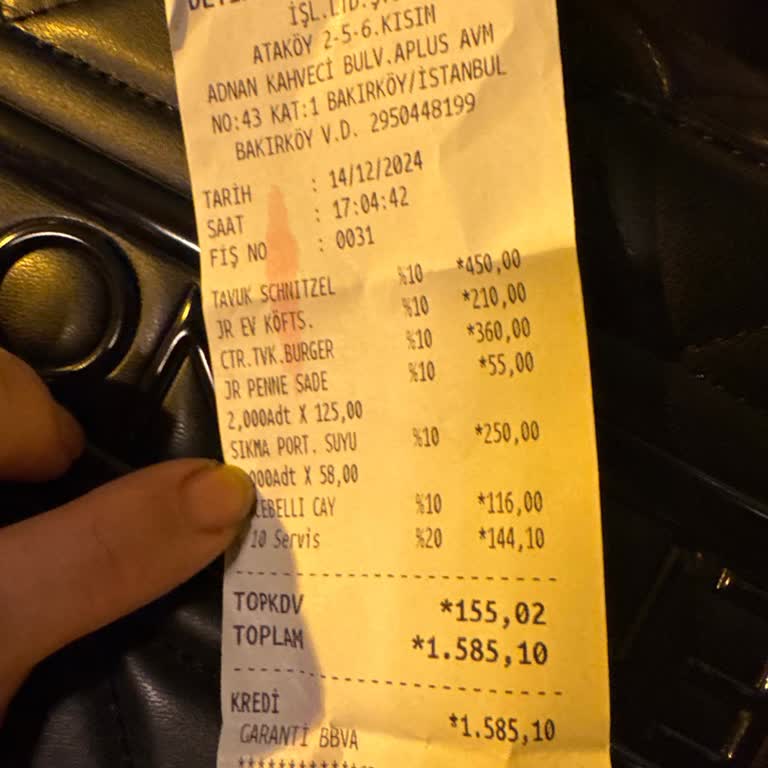 İŞL.LTD.Ş
ATAKÖY 2-5-6.KISIM
ADNAN KAHVECİ BULV.APLUS AVM
NO:43 KAT:1 BAKIRKÖY/İSTANBUL
BAKIRKÖY V.D. 2950448199
TARİH : 14/12/2024
SAAT : 17:04:42
FİŞ NO : 0031
TAVUK SCHNITZEL %10 *450,00
JR EV KÖFTS. %10 *210,00
CTR.TVK.BURGER %10 *360,00
JR PENNE SADE %10 *55,00
2,000Adt X 125,00
SIKMA PORT. SUYU %10 *250,00
000Adt X 58,00
EBELLI CAY %10 *116,00
10 Servis %20 *144,10
TOPKDV *155,02
TOPLAM *1.585,10
KREDİ *1.585,10
GARANTİ BBVA